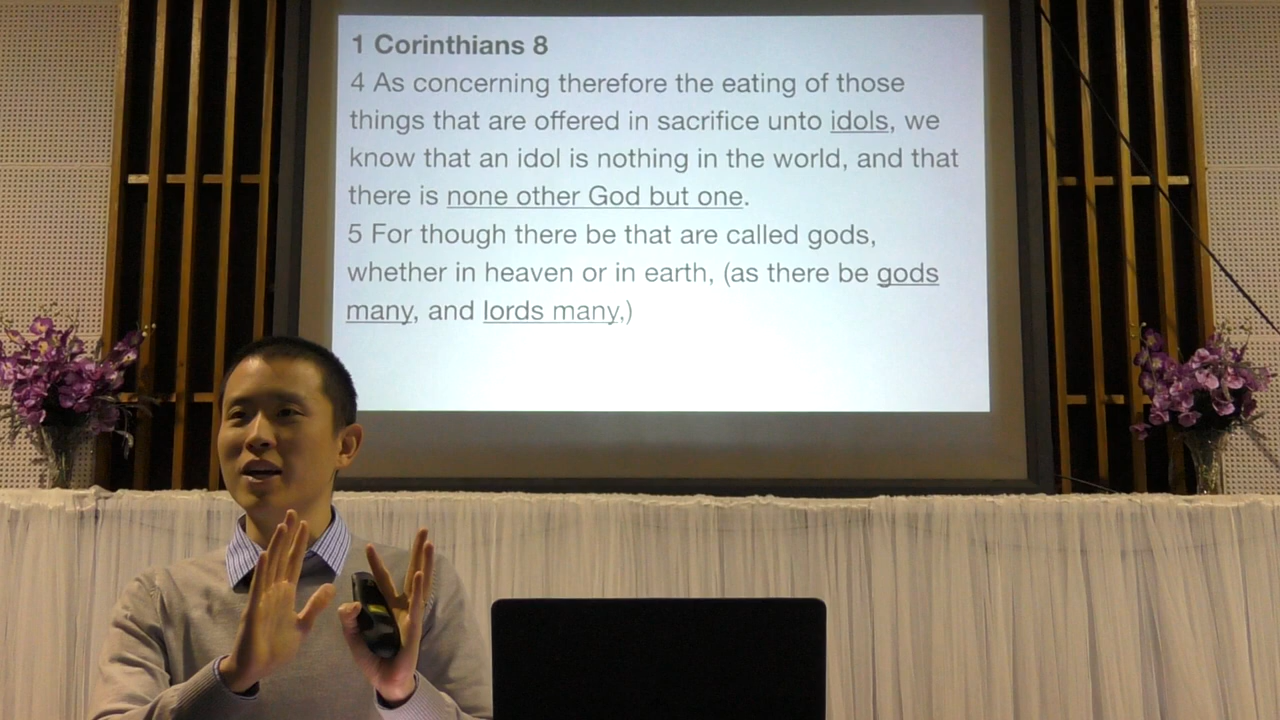 1 Corinthians 8
4 As concerning therefore the eating of those
things that are offered in sacrifice unto idols, we
know that an idol is nothing in the world, and that
there is none other God but one.
5 For though there be that are called gods,
whether in heaven or in earth, (as there be gods
many, and lords many,)